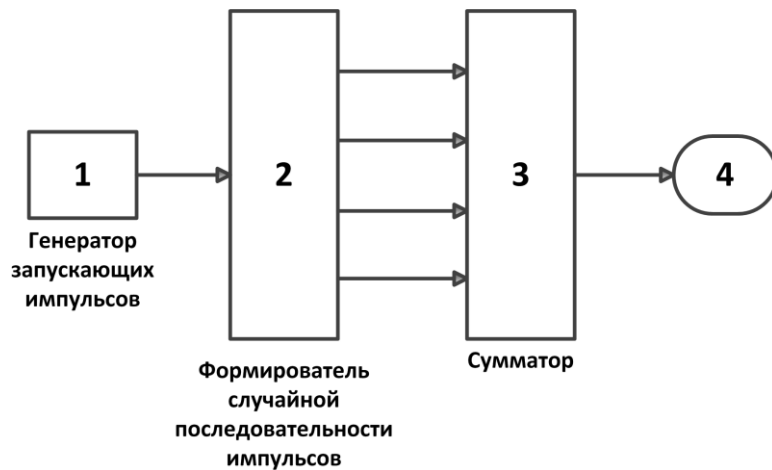 1
2
3
4
Генератор
запускающих
импульсов
Формирователь
случайной
последовательности
импульсов
Сумматор